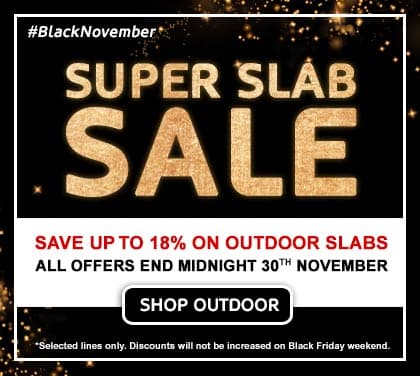 #BlackNovember
SUPER SLAB
SALE
SAVE UP TO 18% ON OUTDOOR SLABS
ALL OFFERS END MIDNIGHT 30TH NOVEMBER
SHOP OUTDOOR
*Selected lines only. Discounts will not be increased on Black Friday weekend.